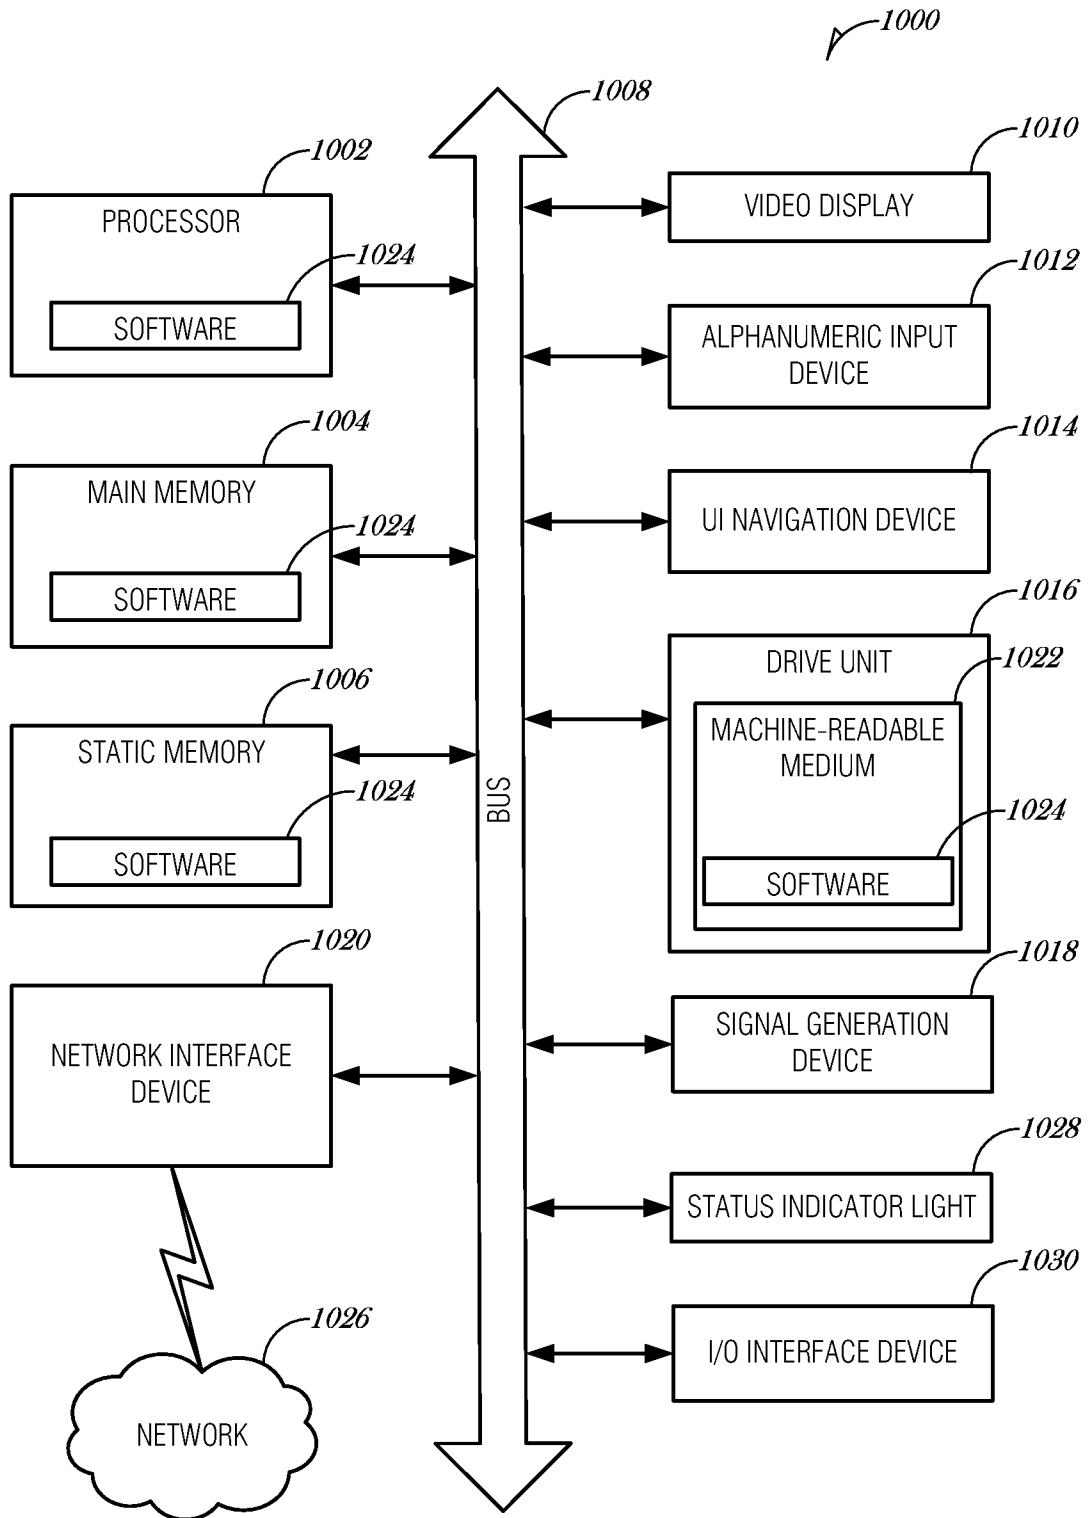 1000
1008
1002
PROCESSOR
1024
SOFTWARE
1004
MAIN MEMORY
1024
SOFTWARE
1006
STATIC MEMORY
1024
SOFTWARE
1020
NETWORK INTERFACE
DEVICE
1026
NETWORK
BUS
1010
VIDEO DISPLAY
1012
ALPHANUMERIC INPUT
DEVICE
1014
UI NAVIGATION DEVICE
1016
DRIVE UNIT
1022
MACHINE-READABLE
MEDIUM
1024
SOFTWARE
1018
SIGNAL GENERATION
DEVICE
1028
STATUS INDICATOR LIGHT
1030
I/O INTERFACE DEVICE